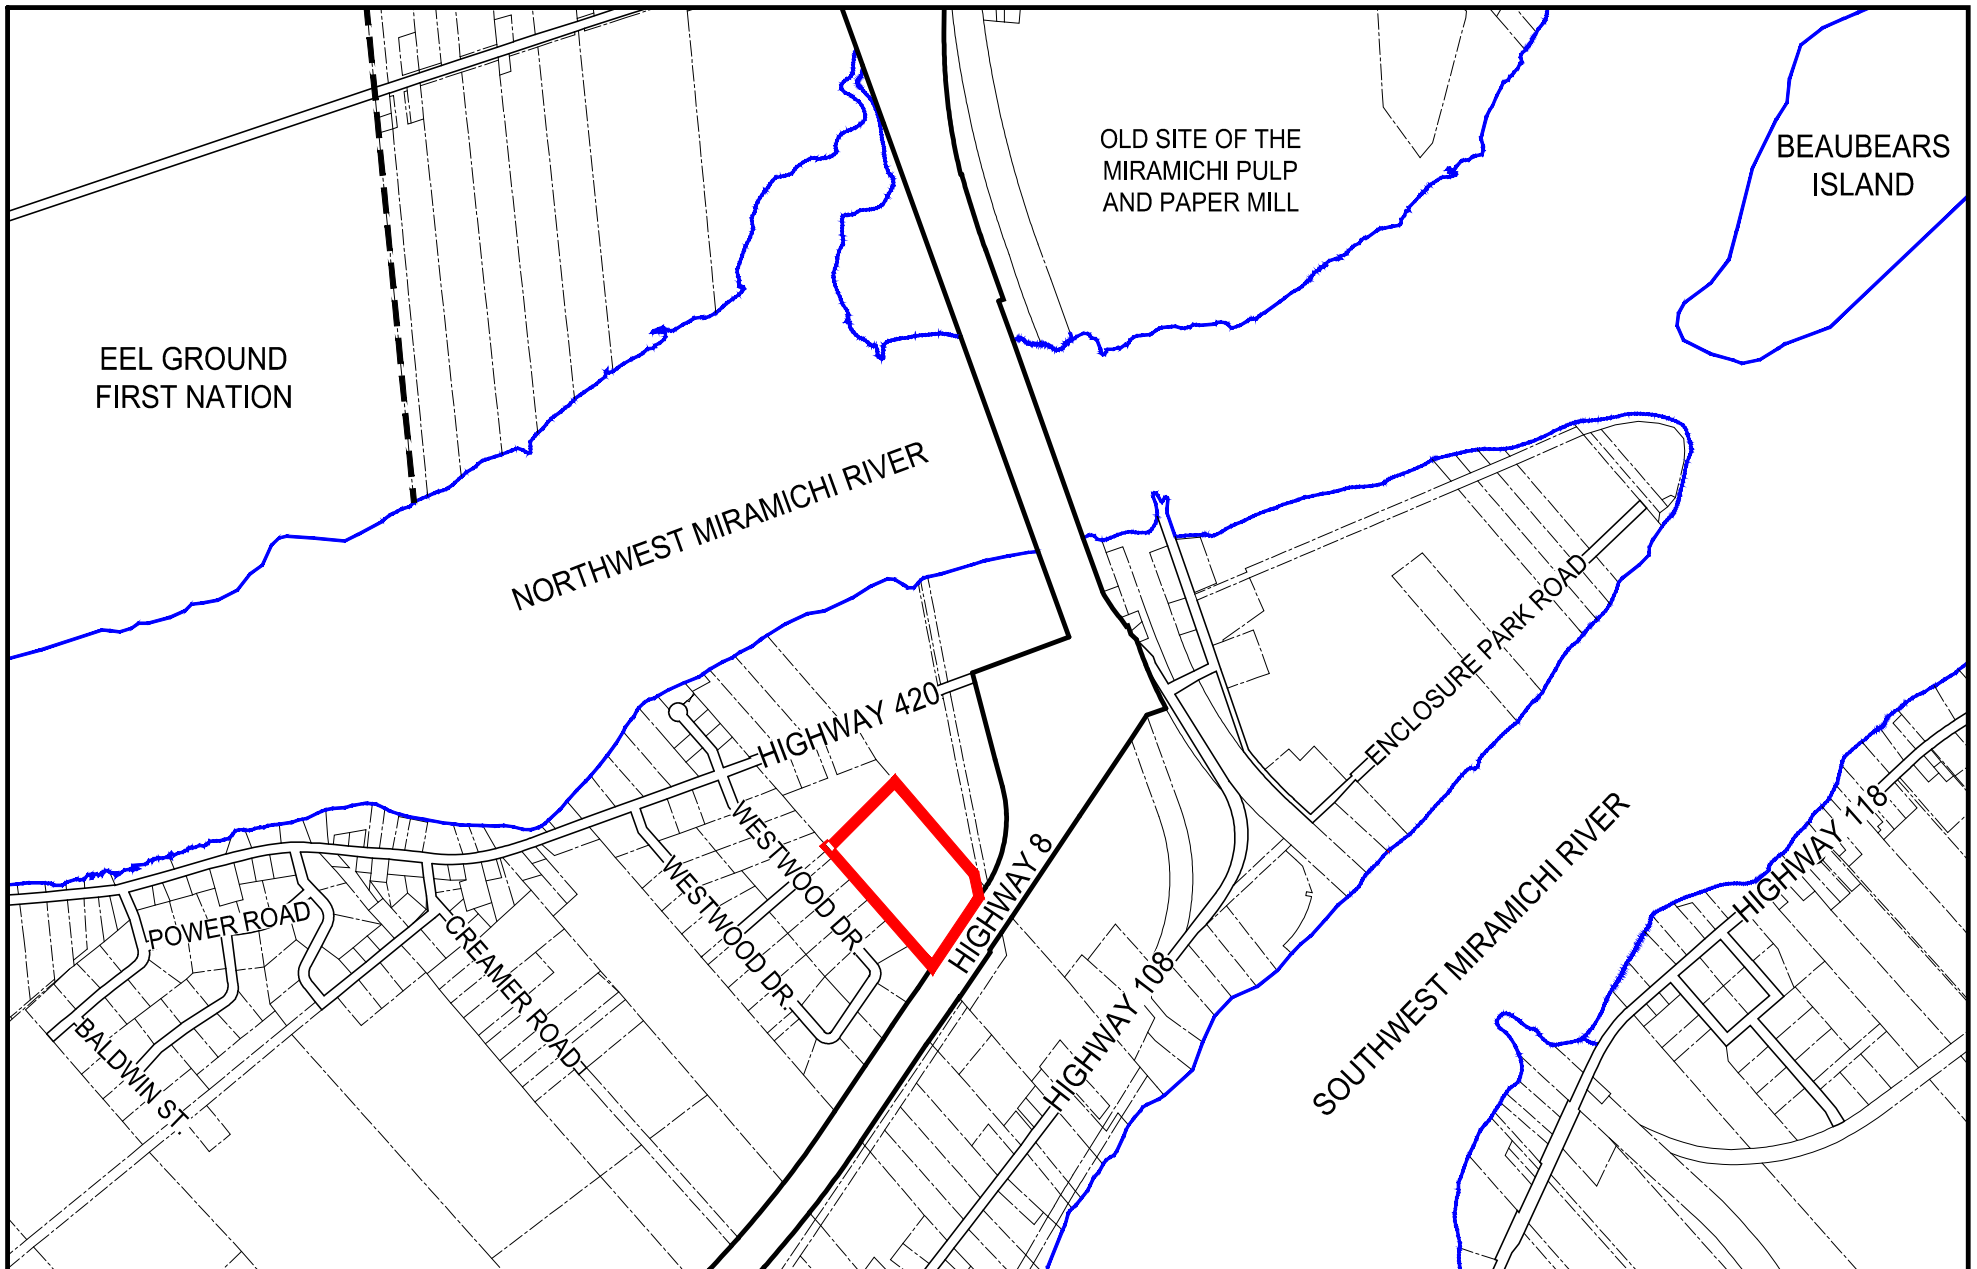 OLD SITE OF THE
MIRAMICHI PULP
AND PAPER MILL
BEAUBEARS
ISLAND
EEL GROUND
FIRST NATION
NORTHWEST MIRAMICHI RIVER
ENCLOSURE PARK ROAD
HIGHWAY 420
HIGHWAY 118
WESTWOOD DR.
WESTWOOD DR.
HIGHWAY 8
POWER ROAD
CREAMER ROAD
HIGHWAY 108
SOUTHWEST MIRAMICHI RIVER
BALDWIN ST.